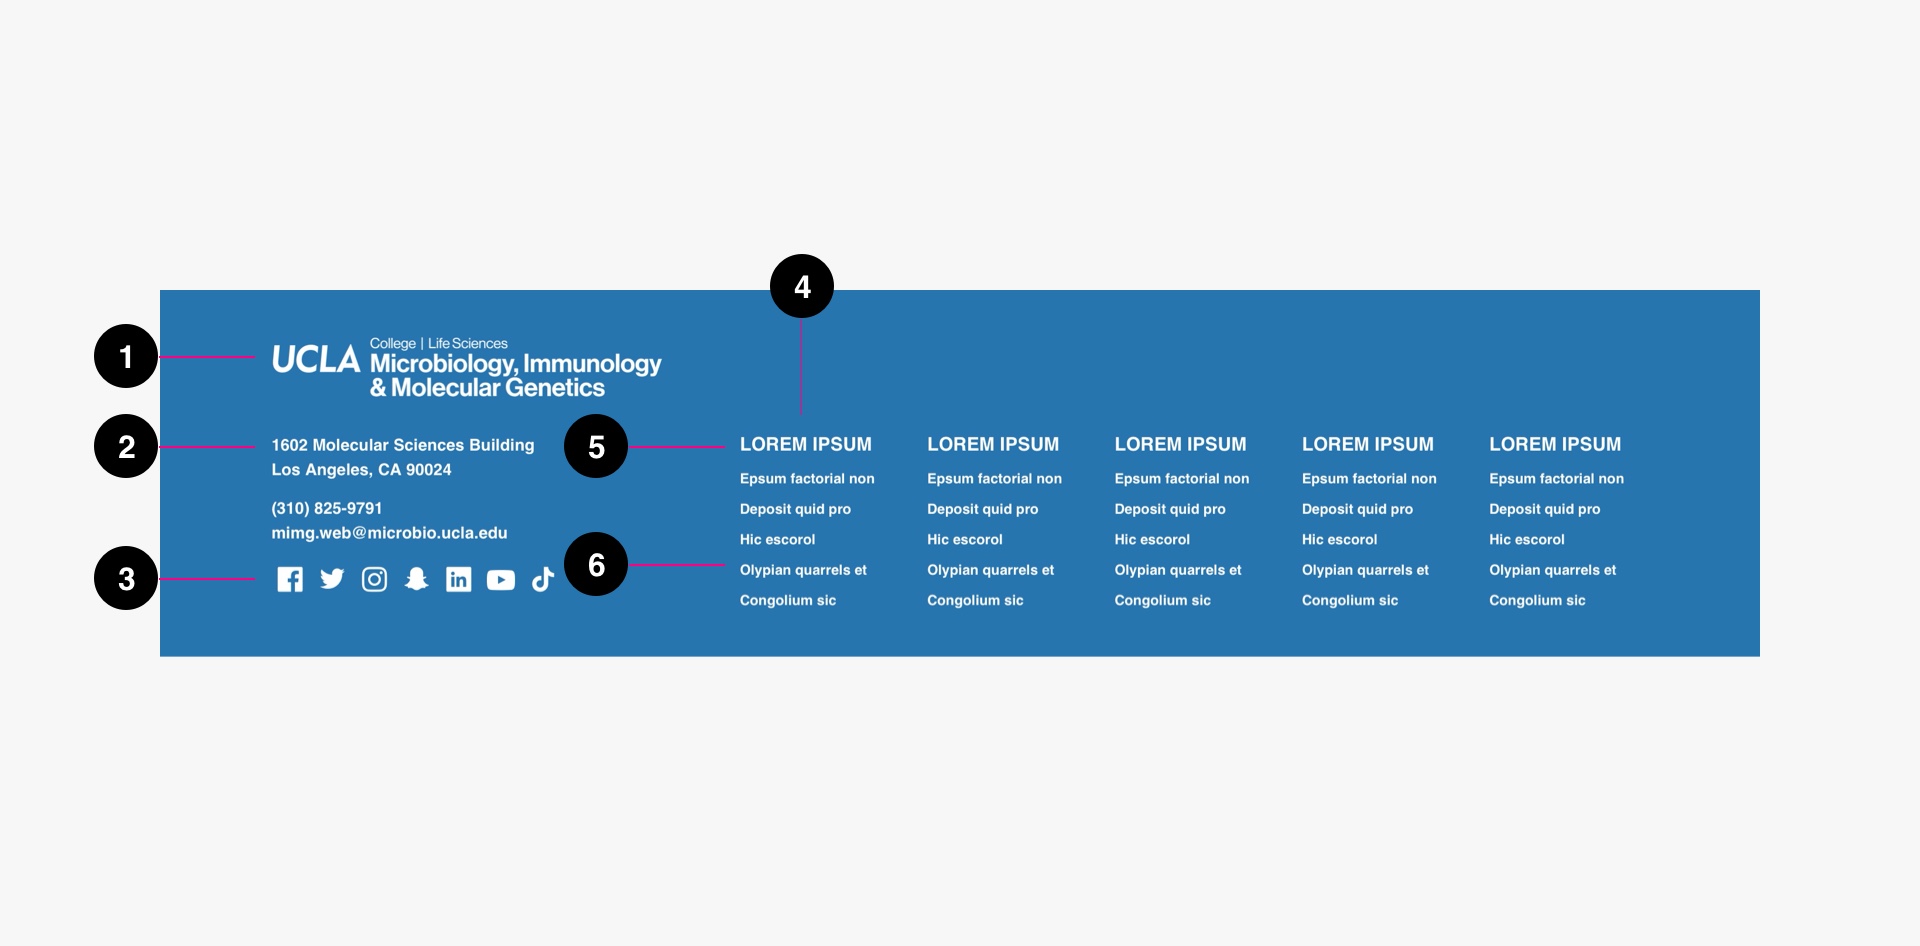 4
1
UCLA College | Life Sciences
Microbiology, Immunology
& Molecular Genetics
2
1602 Molecular Sciences Building
Los Angeles, CA 90024
(310) 825-9791
mimg.web@microbio.ucla.edu
3
5
6
LOREM IPSUM
Epsum factorial non
Deposit quid pro
Hic escorol
Olypian quarrels et
Congolium sic
LOREM IPSUM
Epsum factorial non
Deposit quid pro
Hic escorol
Olypian quarrels et
Congolium sic
LOREM IPSUM
Epsum factorial non
Deposit quid pro
Hic escorol
Olypian quarrels et
Congolium sic
LOREM IPSUM
Epsum factorial non
Deposit quid pro
Hic escorol
Olypian quarrels et
Congolium sic
LOREM IPSUM
Epsum factorial non
Deposit quid pro
Hic escorol
Olypian quarrels et
Congolium sic